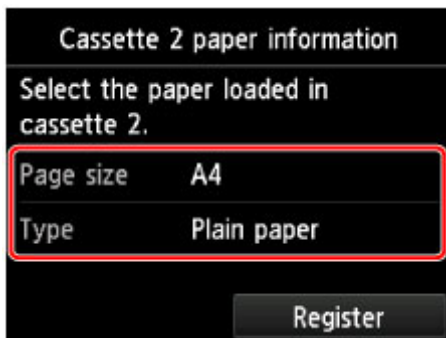 Cassette 2 paper information
Select the paper loaded in
cassette 2.
Page size A4
Type Plain paper
Register